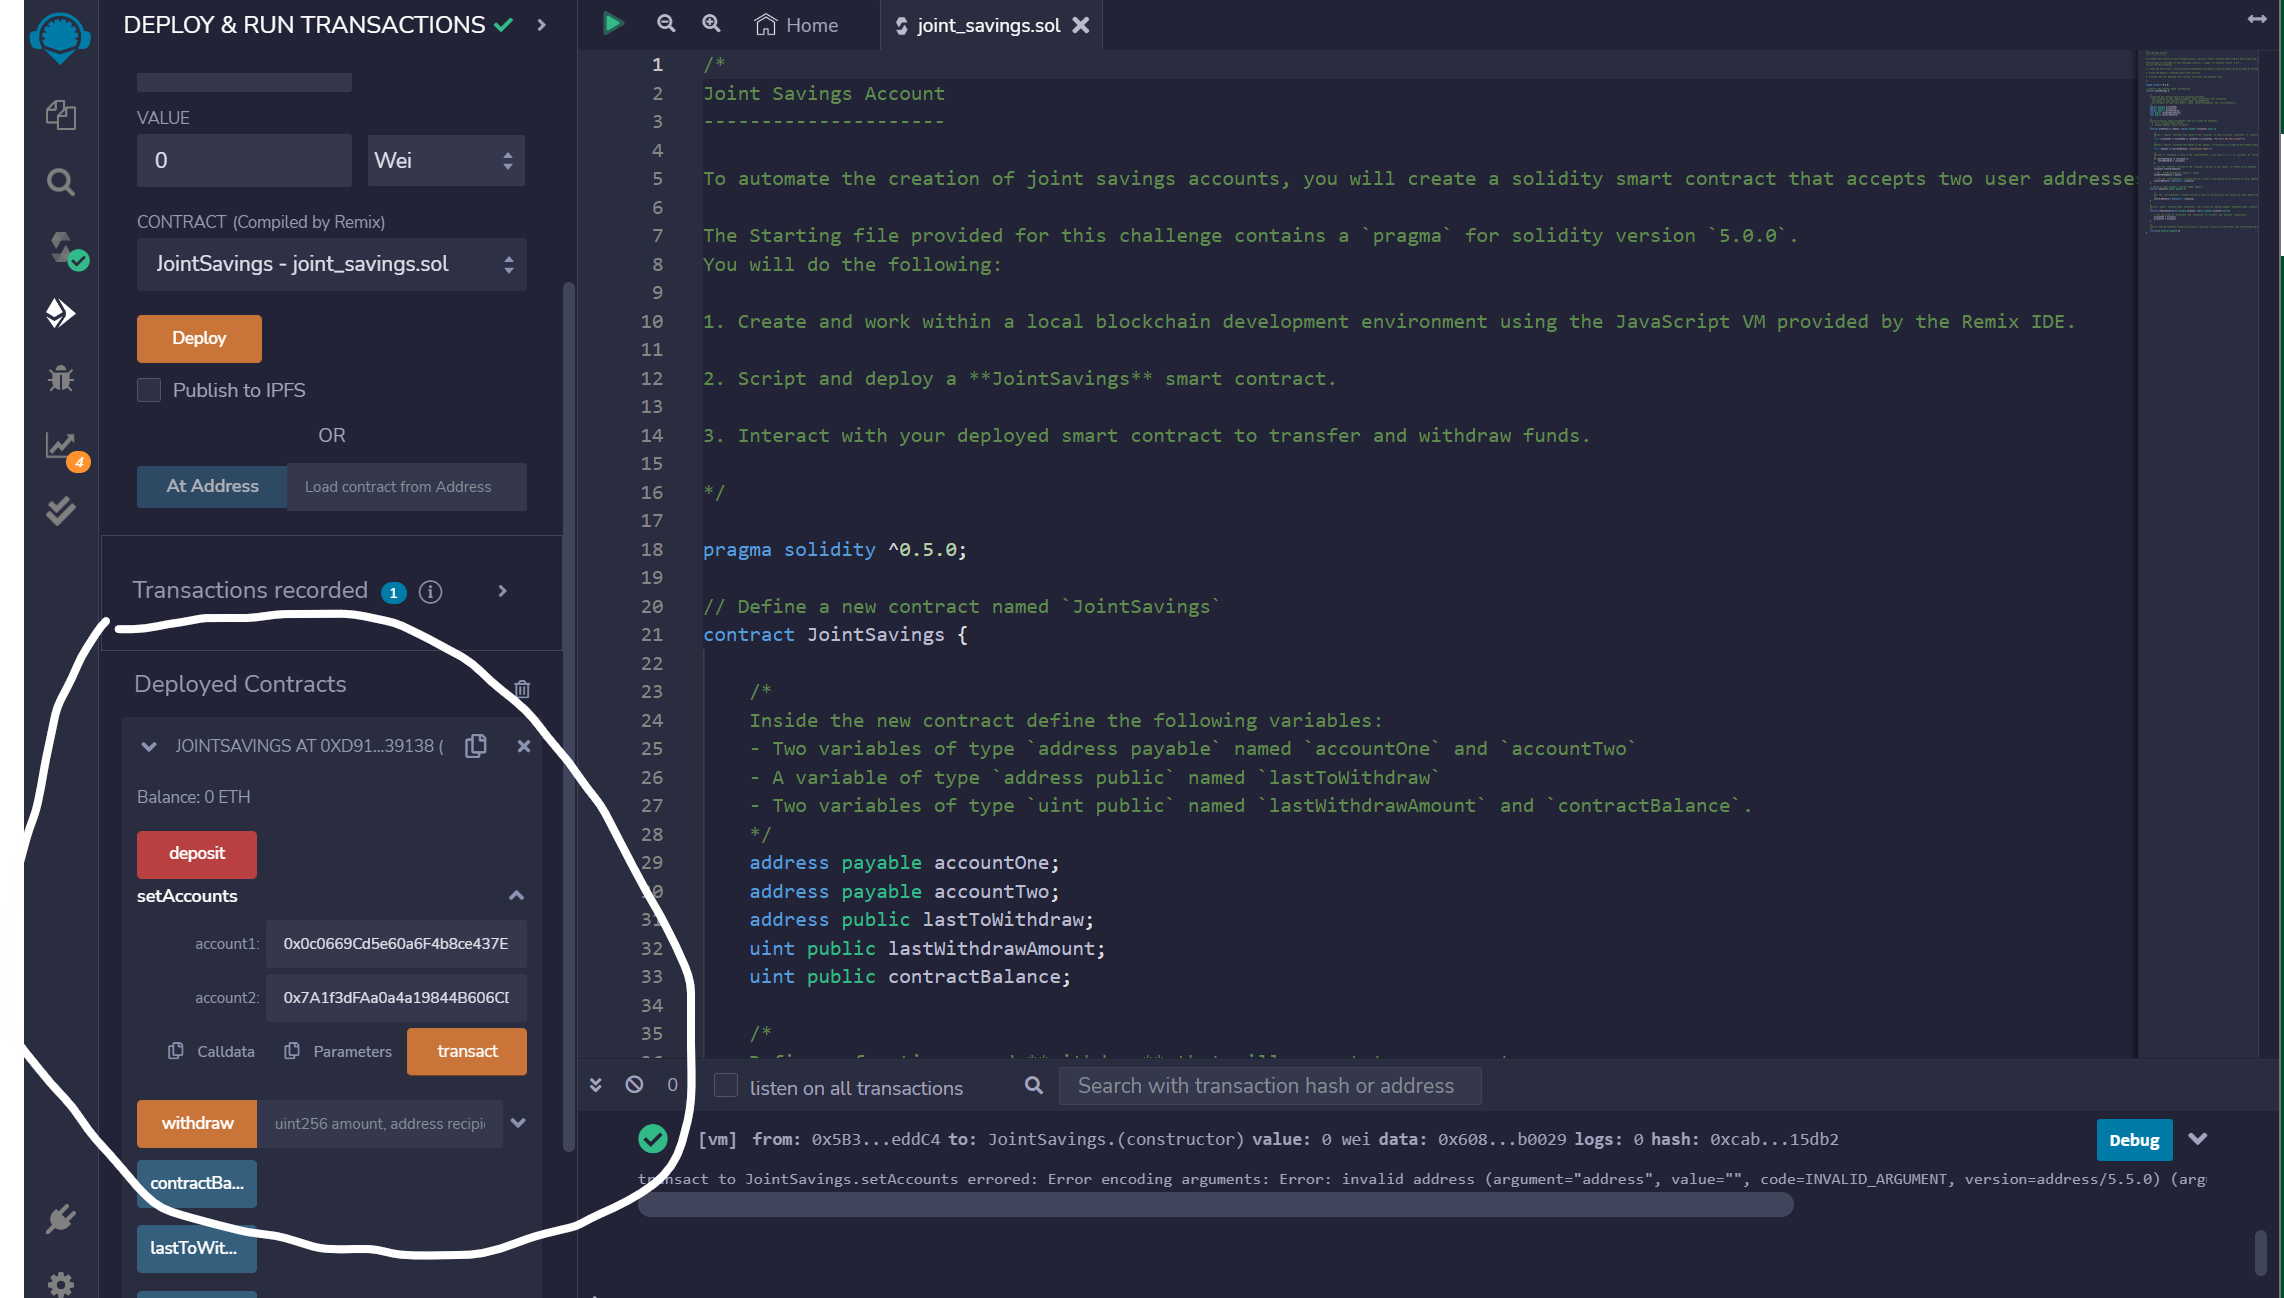 DEPLOY & RUN TRANSACTIONS
VALUE
0
Wei
CONTRACT (Compiled by Remix)
JointSavings - joint_savings.sol
Deploy
Publish to IPFS
OR
At Address
Load contract from Address
4
Transactions recorded 1
Deployed Contracts
JOINTSAVINGS AT 0XD91...39138 (
Balance: 0 ETH
deposit
setAccounts
account1: 0x0c0669Cd5e60a6F4b8ce437E
account2: 0x7A1f3dFAa0a4a19844B606CD
Calldata
Parameters
transact
withdraw
uint256 amount, address recipi
contractBa...
lastToWit...
Home
joint_savings.sol
1 /*
2 Joint Savings Account
3 ---------------------
4
5 To automate the creation of joint savings accounts, you will create a solidity smart contract that accepts two user addresse
6
7 The Starting file provided for this challenge contains a `pragma` for solidity version `5.0.0`.
8 You will do the following:
9
10 1. Create and work within a local blockchain development environment using the JavaScript VM provided by the Remix IDE.
11
12 2. Script and deploy a **JointSavings** smart contract.
13
14 3. Interact with your deployed smart contract to transfer and withdraw funds.
15
16 */
17
18 pragma solidity ^0.5.0;
19
20 // Define a new contract named `JointSavings`
21 contract JointSavings {
22
23 /*
24 Inside the new contract define the following variables:
25 - Two variables of type `address payable` named `accountOne` and `accountTwo`
26 - A variable of type `address public` named `lastToWithdraw`
27 - Two variables of type `uint public` named `lastWithdrawAmount` and `contractBalance`.
28 */
29 address payable accountOne;
30 address payable accountTwo;
31 address public lastToWithdraw;
32 uint public lastWithdrawAmount;
33 uint public contractBalance;
34
35 /*
0
listen on all transactions
Search with transaction hash or address
[vm] from: 0x5B3...eddC4 to: JointSavings.(constructor) value: 0 wei data: 0x608...b0029 logs: 0 hash: 0xcab...15db2
Debug
transact to JointSavings.setAccounts errored: Error encoding arguments: Error: invalid address (argument="address", value="", code=INVALID_ARGUMENT, version=address/5.5.0) (arg